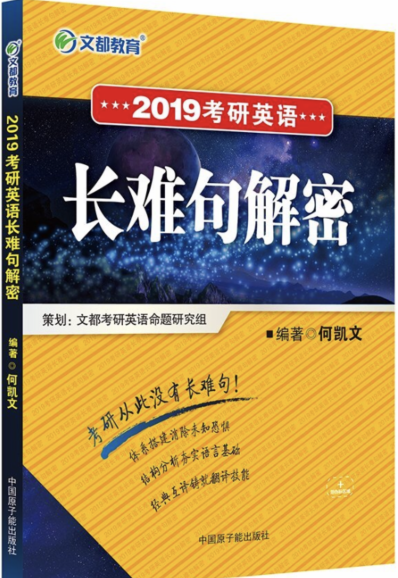 文都教育®
★★★2019考研英语★★★
长难句解密
策划：文都考研英语命题研究组
■编著◎何凯文
考研从此没有长难句！
体系搭建消除未知恐惧
结构分析夯实语言基础
经典点评铸就翻译技能
中国原子能出版社
文都教育
2019考研英语长难句解密
编著◎何凯文
中国原子能出版社